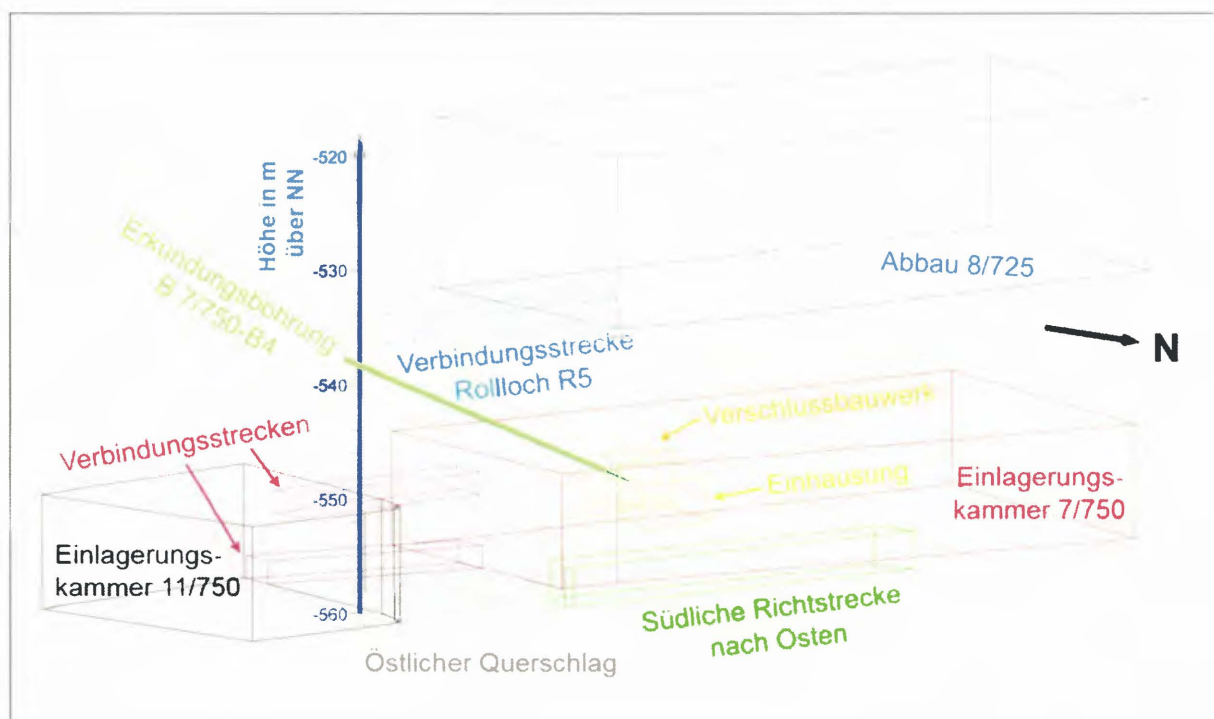 -520
Höhe in m
über NN
-530
Abbau 8/725
Erkundungsbohrung
B 7/750-B4
N
Verbindungsstrecke
Rollloch R5
-540
Verschlussbauwerk
Verbindungsstrecken
Einhausung
Einlagerungs-
kammer 7/750
-550
Einlagerungs-
kammer 11/750
-560
Südliche Richtstrecke
nach Osten
Östlicher Querschlag